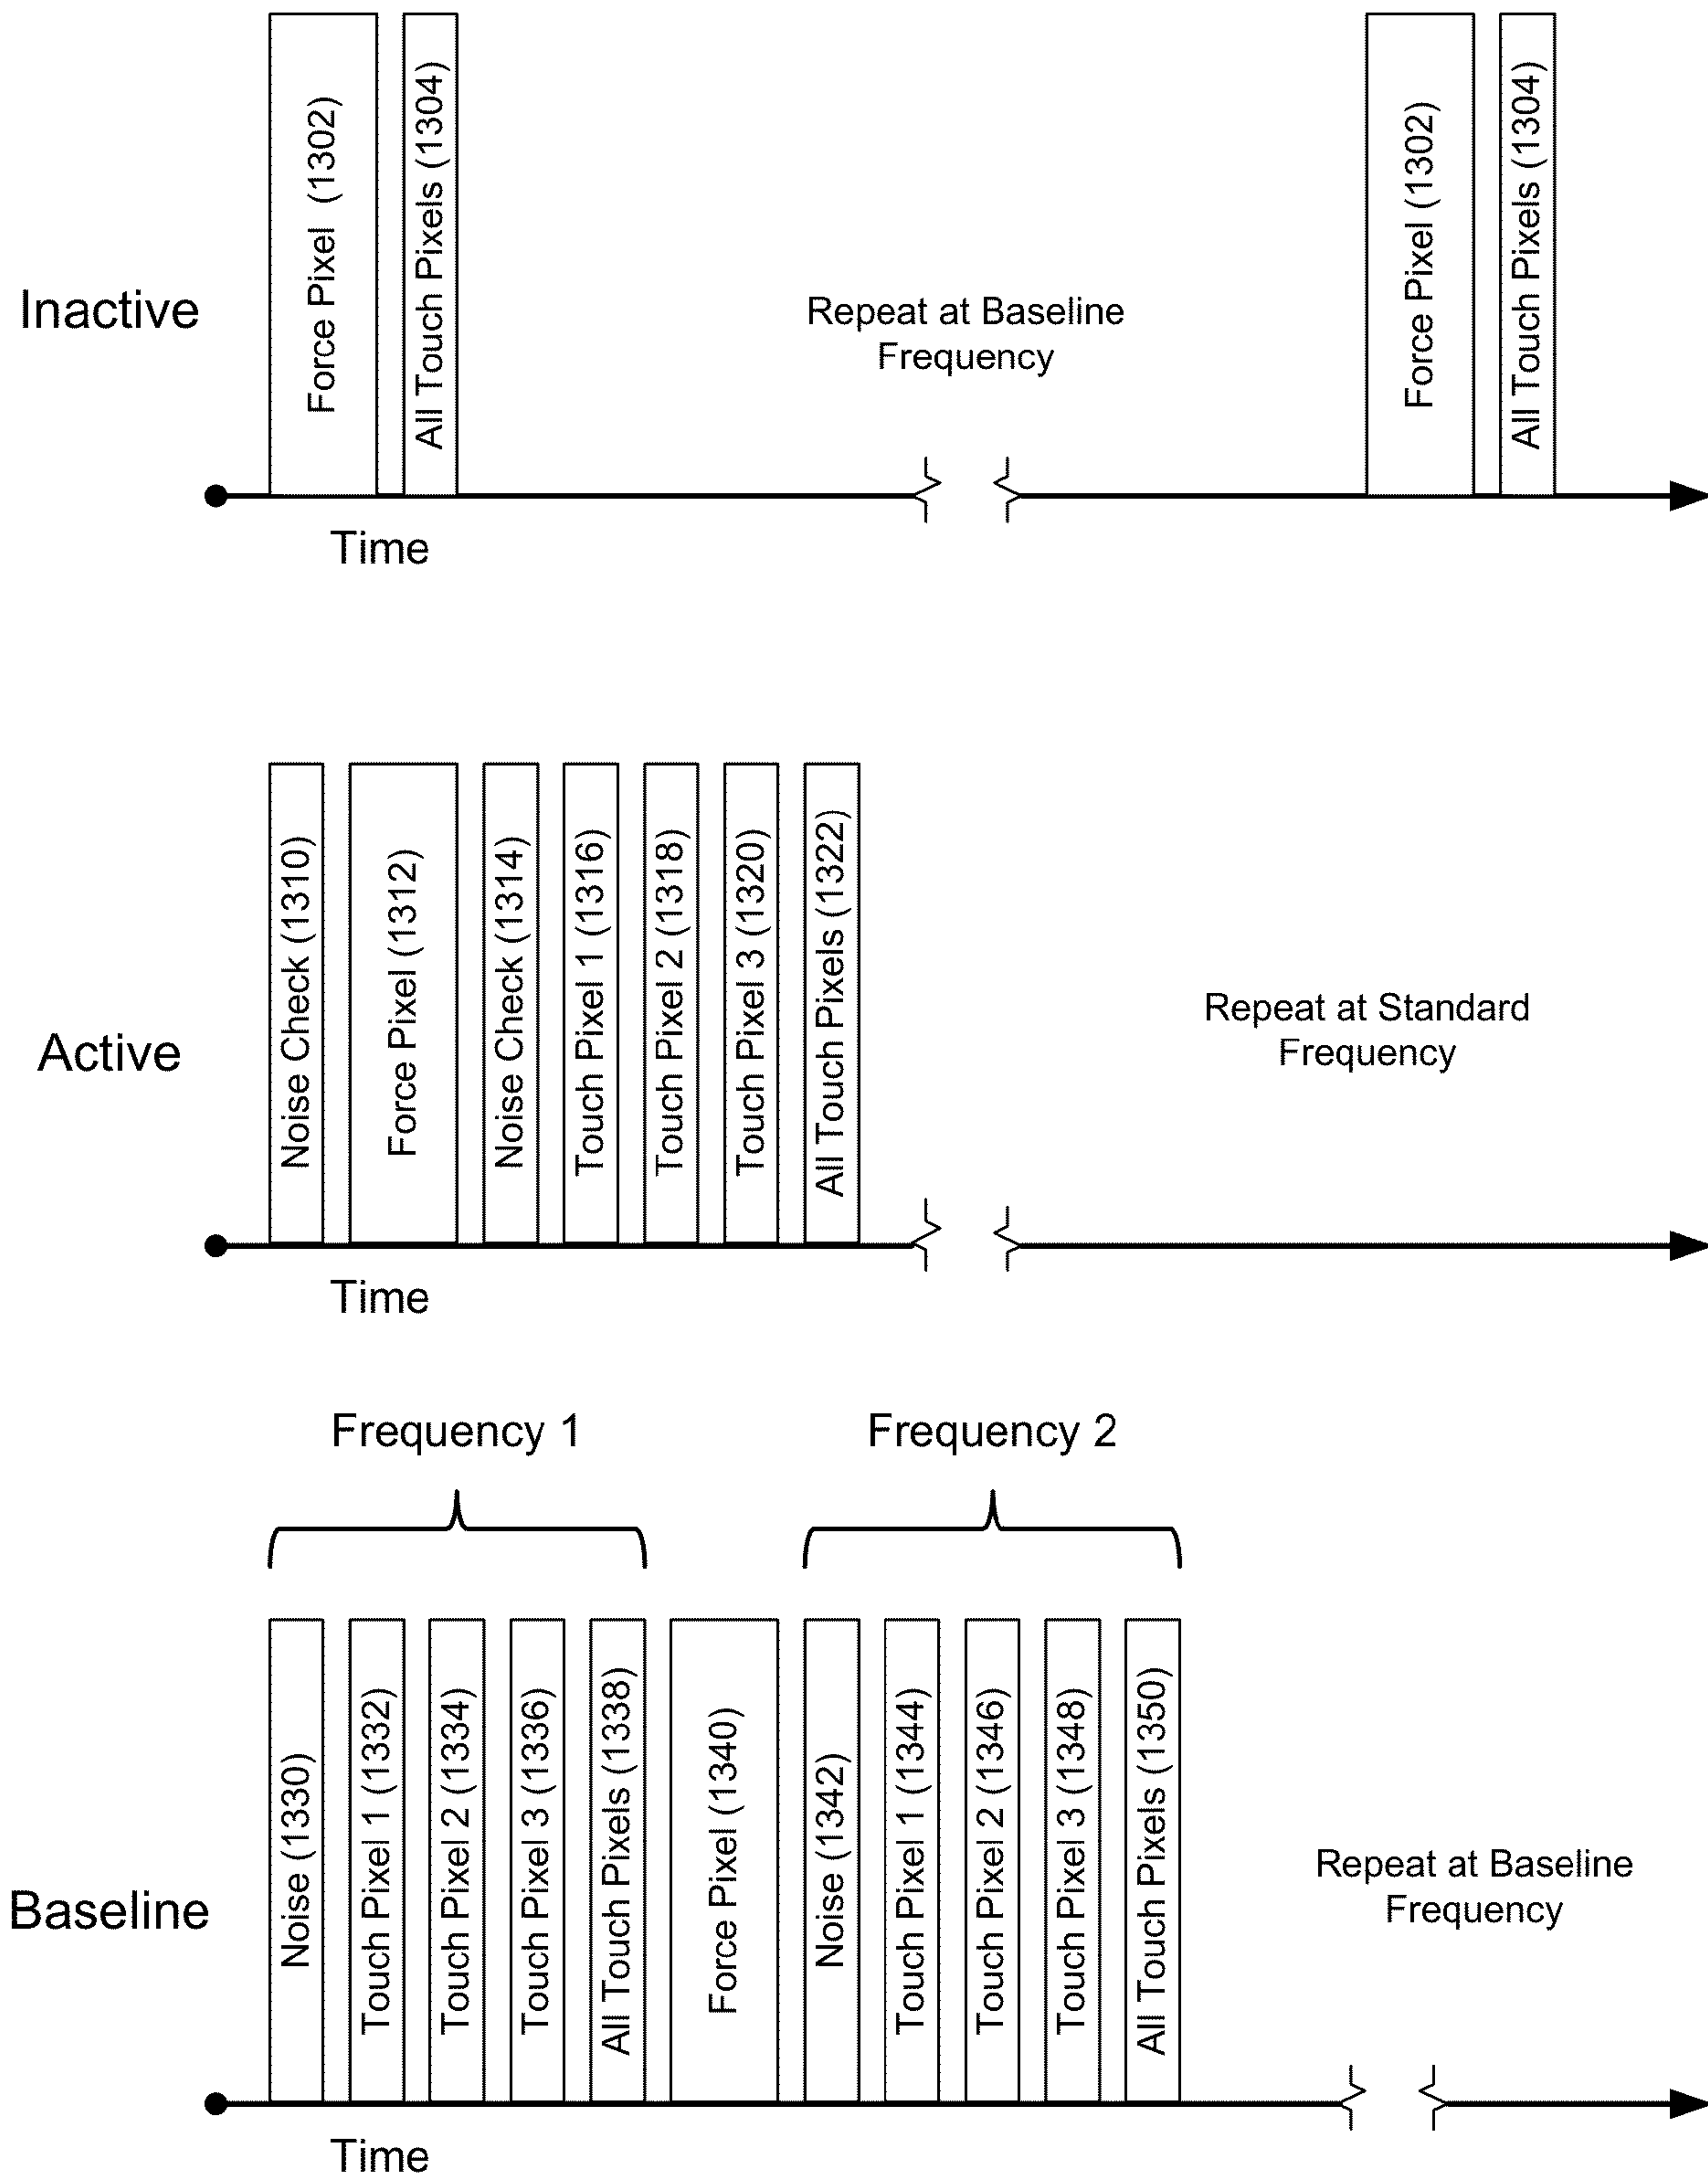 Inactive
Force Pixel (1302)
All Touch Pixels (1304)
Repeat at Baseline
Frequency
Force Pixel (1302)
All Touch Pixels (1304)
Time
Active
Noise Check (1310)
Force Pixel (1312)
Noise Check (1314)
Touch Pixel 1 (1316)
Touch Pixel 2 (1318)
Touch Pixel 3 (1320)
All Touch Pixels (1322)
Repeat at Standard
Frequency
Time
Frequency 1
Frequency 2
Baseline
Noise (1330)
Touch Pixel 1 (1332)
Touch Pixel 2 (1334)
Touch Pixel 3 (1336)
All Touch Pixels (1338)
Force Pixel (1340)
Noise (1342)
Touch Pixel 1 (1344)
Touch Pixel 2 (1346)
Touch Pixel 3 (1348)
All Touch Pixels (1350)
Repeat at Baseline
Frequency
Time